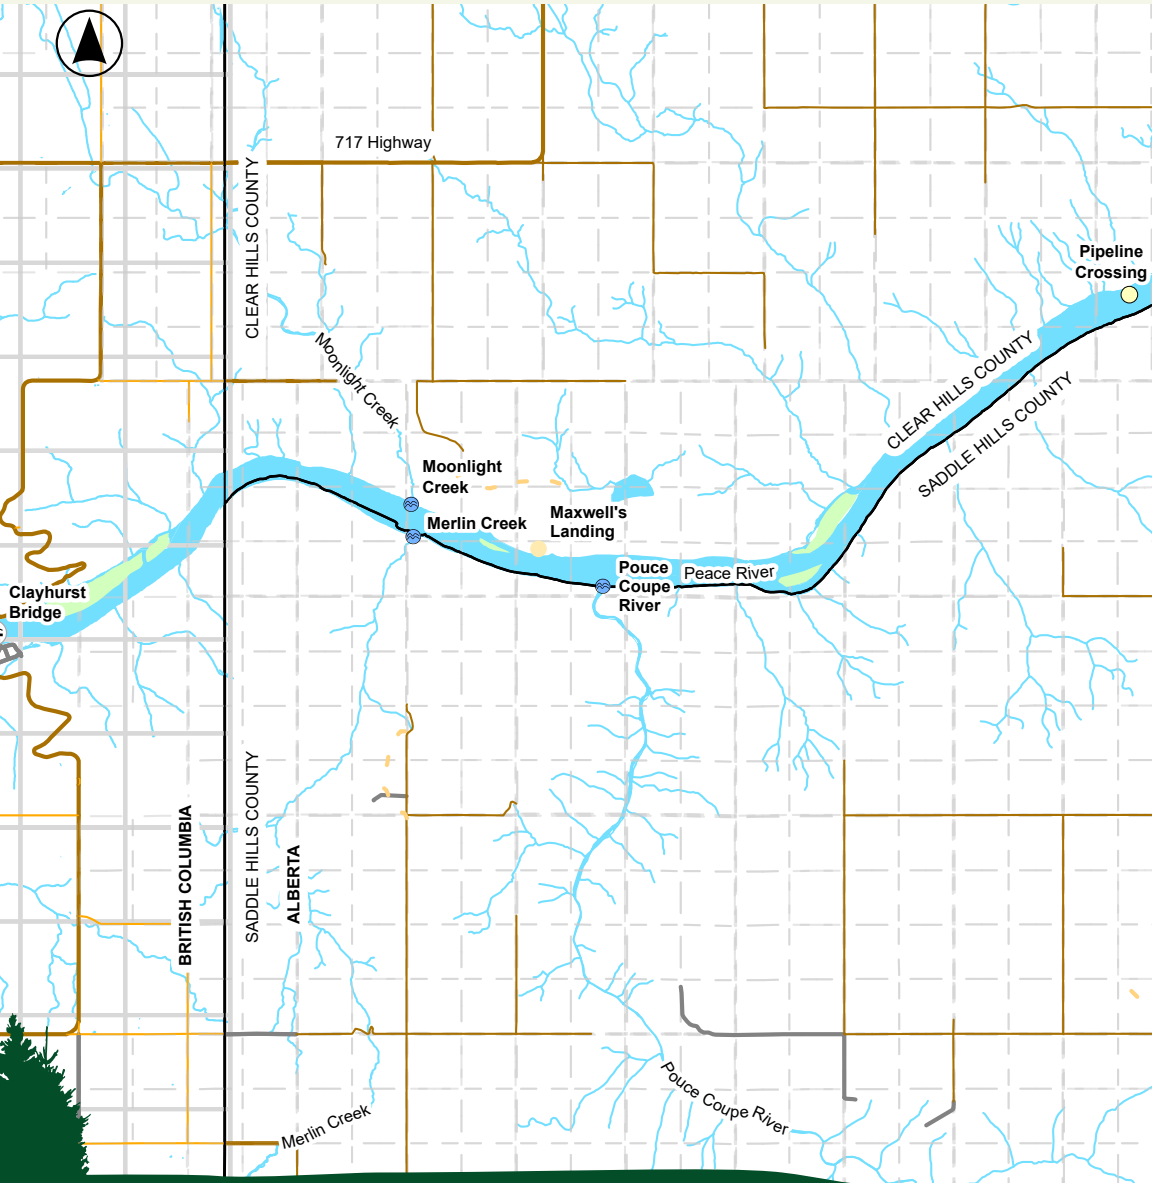 717 Highway
CLEAR HILLS COUNTY
Pipeline
Crossing
Moonlight Creek
CLEAR HILLS COUNTY
SADDLE HILLS COUNTY
Moonlight
Creek
Merlin Creek
Maxwell's
Landing
Pouce
Coupe
River
Peace River
Clayhurst
Bridge
BRITISH COLUMBIA
SADDLE HILLS COUNTY
ALBERTA
Pouce Coupe River
Merlin Creek